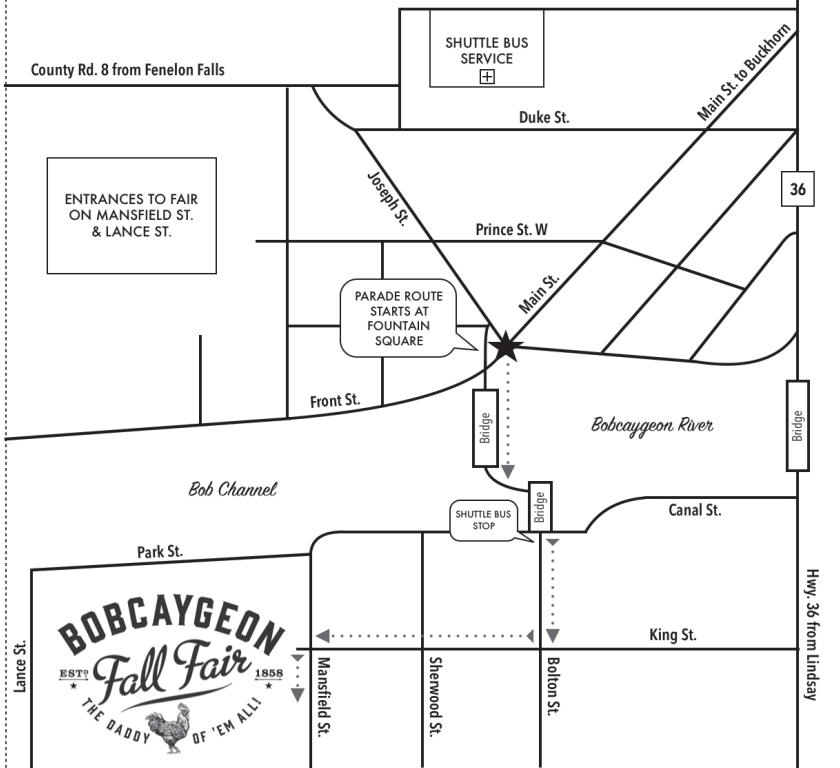 SHUTTLE BUS
SERVICE
Main St. to Buckhorn
County Rd. 8 from Fenelon Falls
Duke St.
ENTRANCES TO FAIR
ON MANSFIELD ST.
& LANCE ST.
36
Joseph St.
Prince St. W
PARADE ROUTE
STARTS AT
FOUNTAIN
SQUARE
Main St.
Front St.
Bridge
Bobcaygeon River
Bridge
Bob Channel
Bridge
SHUTTLE BUS
STOP
Canal St.
Park St.
Hwy. 36 from Lindsay
BOBCAYGEON
Fall Fair
ESTD
1858
THE DADDY OF 'EM ALL!
King St.
Lance St.
Mansfield St.
Sherwood St.
Bolton St.